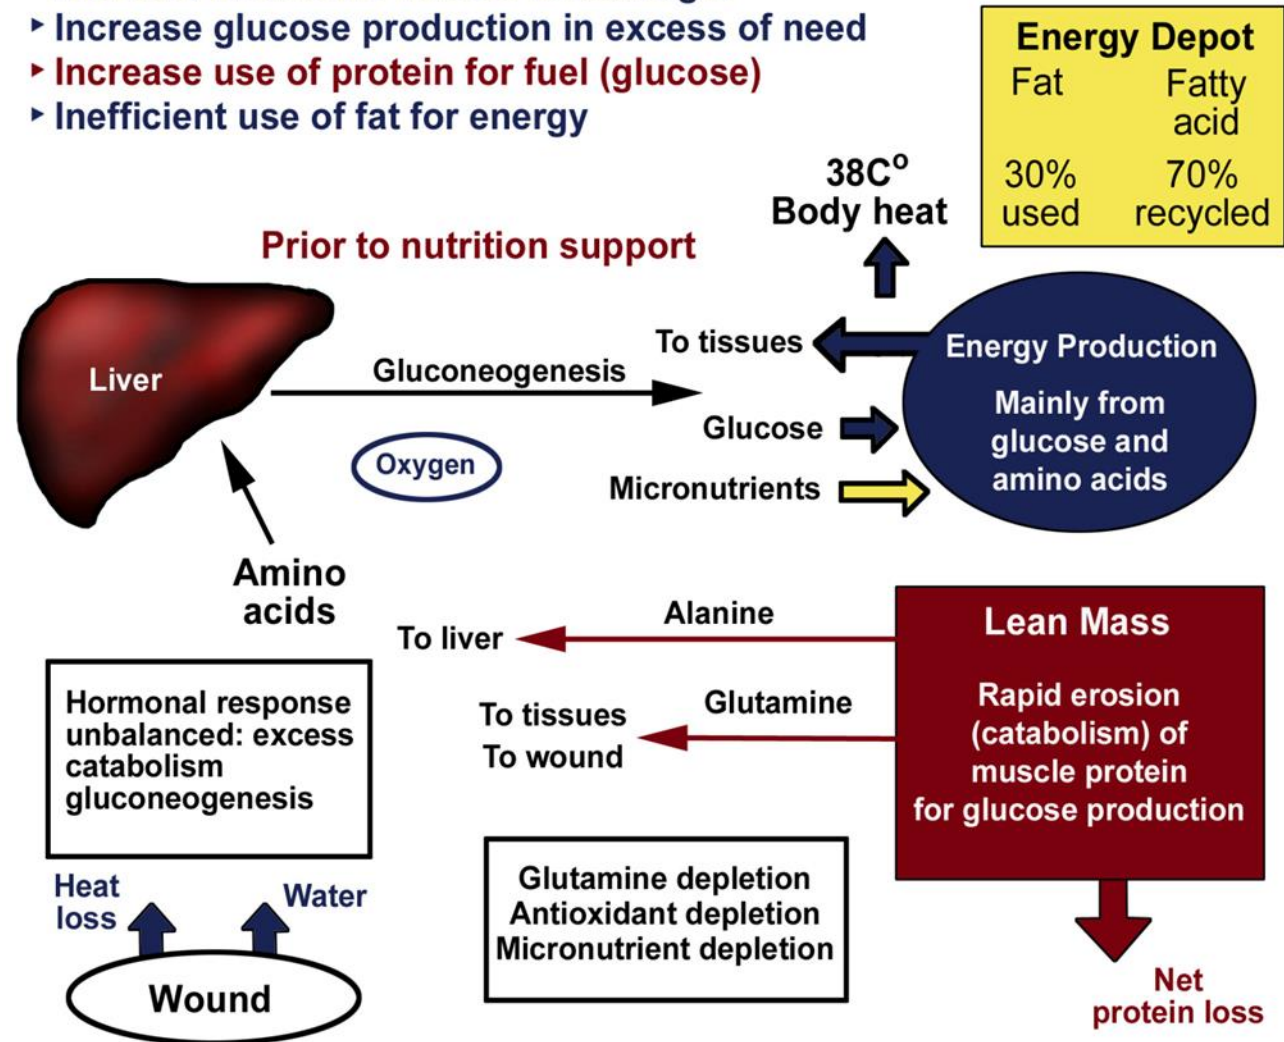 ▸ Increase glucose production in excess of need
▸ Increase use of protein for fuel (glucose)
▸ Inefficient use of fat for energy
Energy Depot
Fat
Fatty
acid
30%
used
70%
recycled
38Cº
Body heat
Prior to nutrition support
Liver
Gluconeogenesis
Oxygen
To tissues
Glucose
Micronutrients
Energy Production
Mainly from
glucose and
amino acids
Amino
acids
To liver
Alanine
To tissues
To wound
Glutamine
Lean Mass
Rapid erosion
(catabolism) of
muscle protein
for glucose production
Hormonal response
unbalanced: excess
catabolism
gluconeogenesis
Heat
loss
Water
Wound
Glutamine depletion
Antioxidant depletion
Micronutrient depletion
Net
protein loss